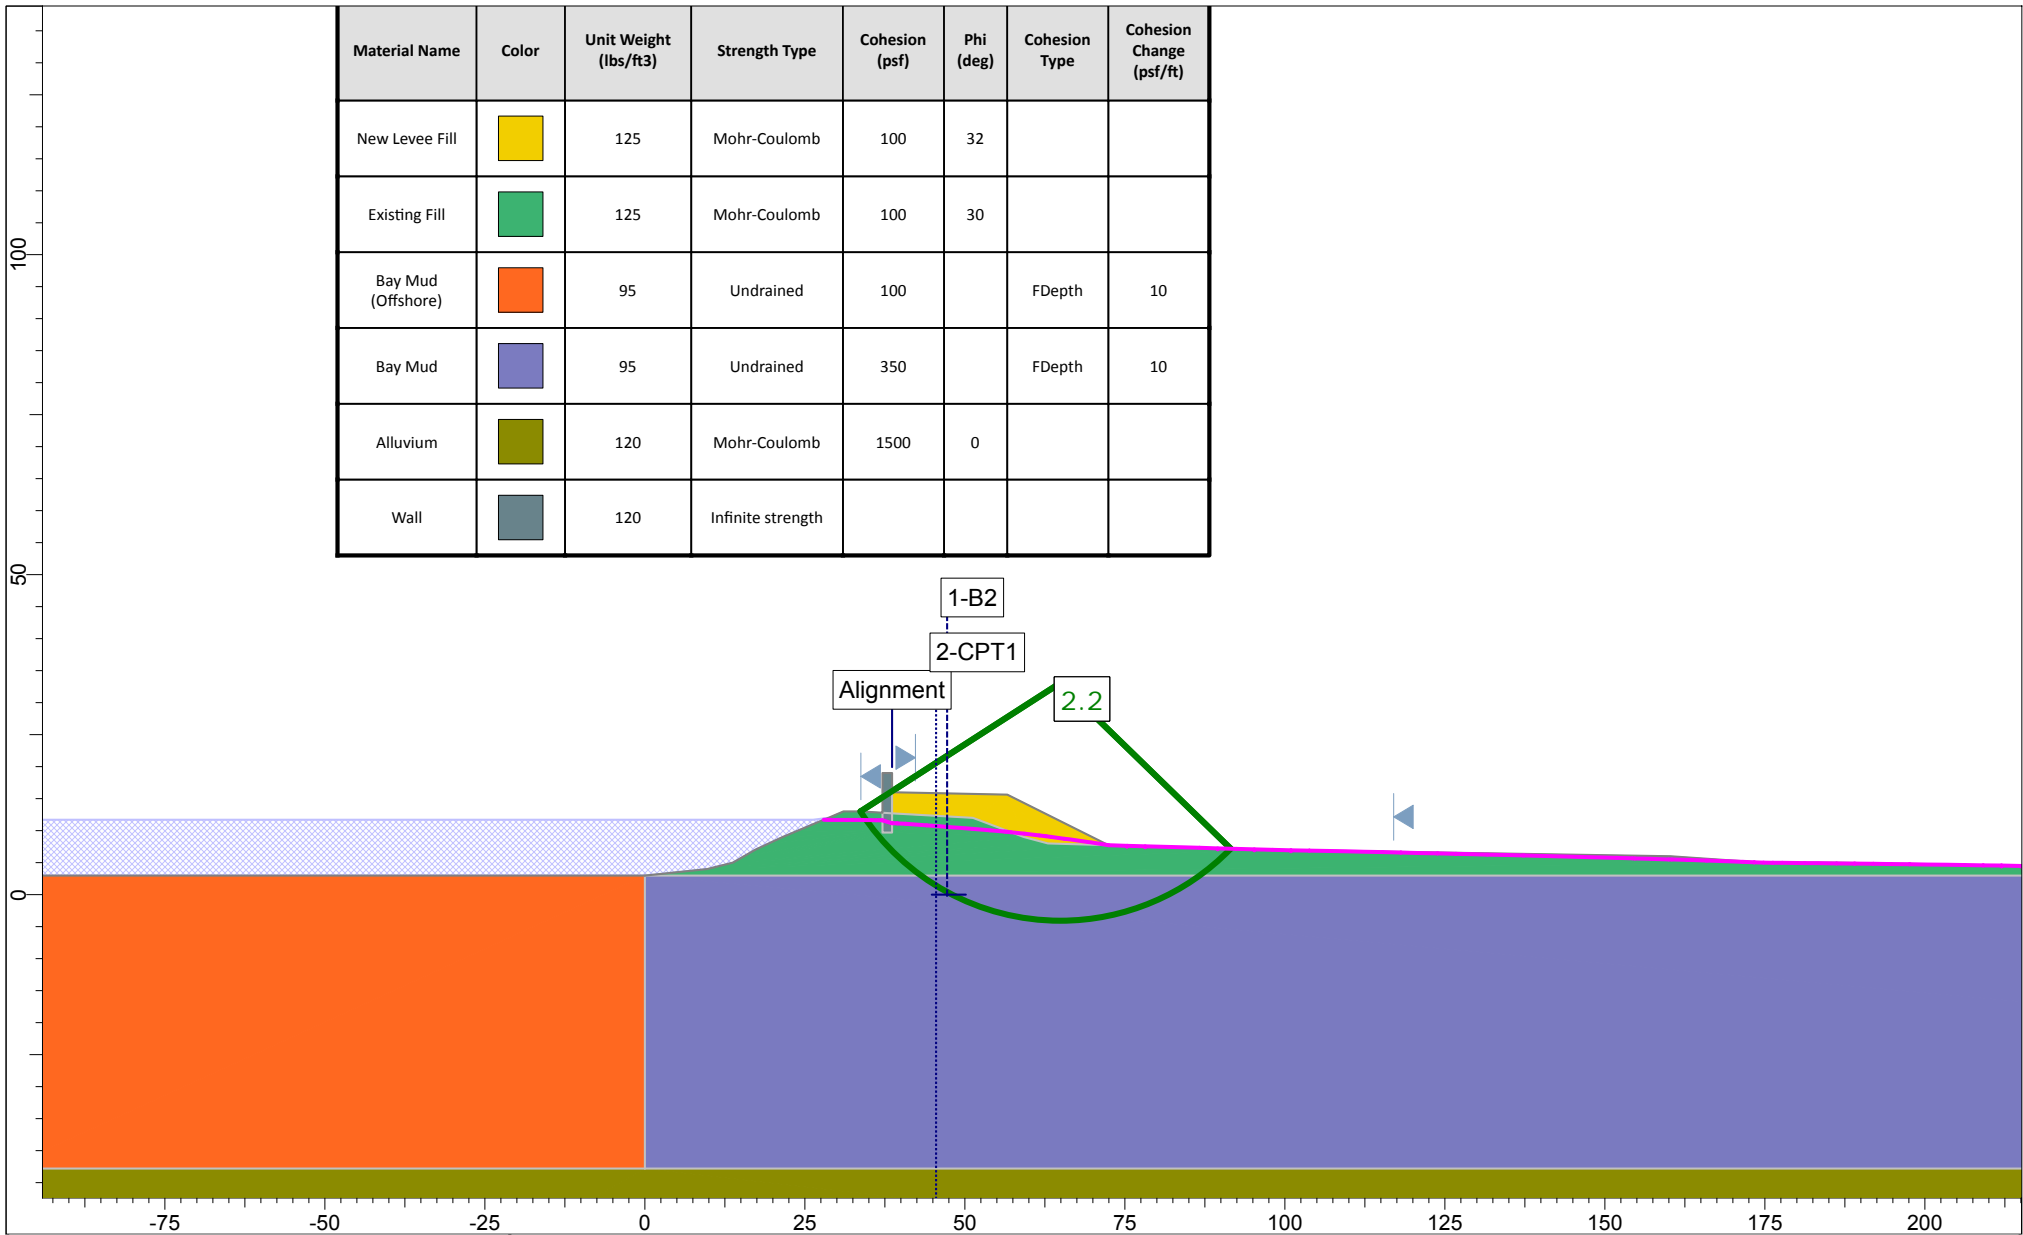 Material Name Color Unit Weight (lbs/ft3) Strength Type Cohesion (psf) Phi (deg) Cohesion Type Cohesion Change (psf/ft)
New Levee Fill 125 Mohr-Coulomb 100 32
Existing Fill 125 Mohr-Coulomb 100 30
Bay Mud (Offshore) 95 Undrained 100 FDepth 10
Bay Mud 95 Undrained 350 FDepth 10
Alluvium 120 Mohr-Coulomb 1500 0
Wall 120 Infinite strength
100
50
0
1-B2
2-CPT1
Alignment
2.2
-75 -50 -25 0 25 50 75 100 125 150 175 200